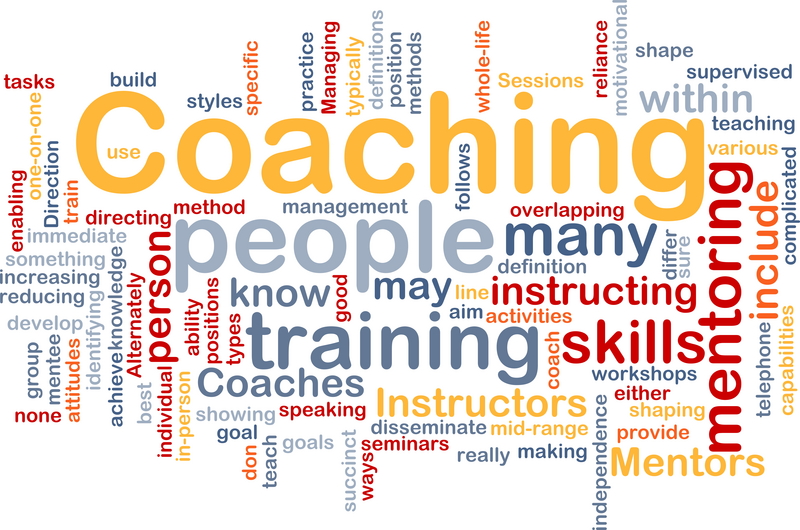 tasks
build
styles
specific
practice
Managing
typically
definitions
position
methods
whole-life
Sessions
reliance
motivational
shape
supervised
within
teaching
various
one-on-one
Coaching
use
follows
enabling
Direction
train
directing
method
management
overlapping
mentoring
include
complicated
immediate
something
increasing
reducing
person
people
many
definition
differ
sure
develop
identifying
knowledge
achieve
Alternately
ability
positions
types
know
good
may
line
instructing
aim
activities
training
coach
skills
workshops
telephone
capabilities
group
mentee
attitudes
none
best
individual
in-person
Coaches
showing
speaking
Instructors
either
shaping
provide
goal
don
teach
goals
succinct
ways
seminars
disseminate
mid-range
really
making
independence
Mentors